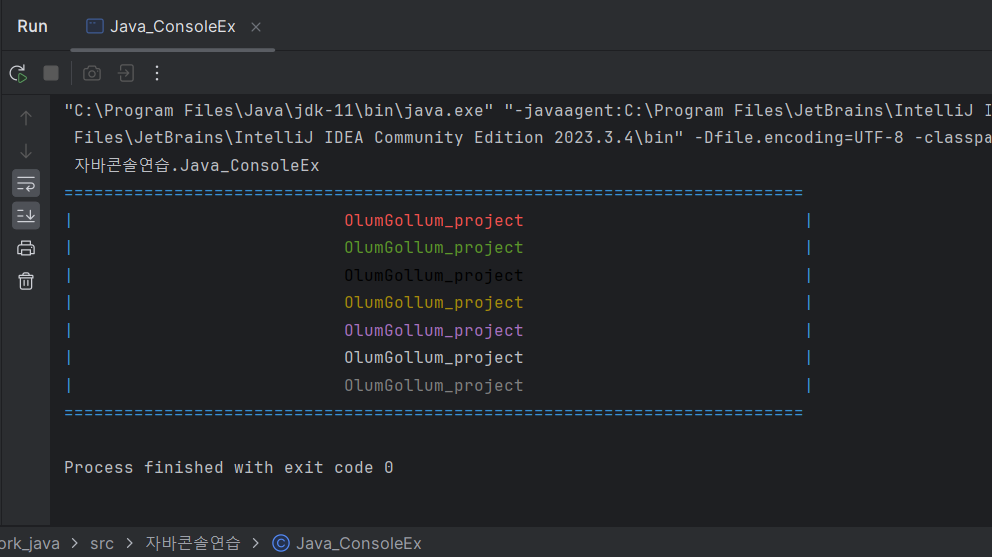 Run Java_ConsoleEx
"C:\Program Files\Java\jdk-11\bin\java.exe" "-javaagent:C:\Program Files\JetBrains\IntelliJ I
Files\JetBrains\IntelliJ IDEA Community Edition 2023.3.4\bin" -Dfile.encoding=UTF-8 -classpa
자바콘솔연습.Java_ConsoleEx
==========================================================================
| OlumGollum_project |
| OlumGollum_project |
| OlumGollum_project |
| OlumGollum_project |
| OlumGollum_project |
| OlumGollum_project |
| OlumGollum_project |
==========================================================================
Process finished with exit code 0
ork_java > src > 자바콘솔연습 > Java_ConsoleEx